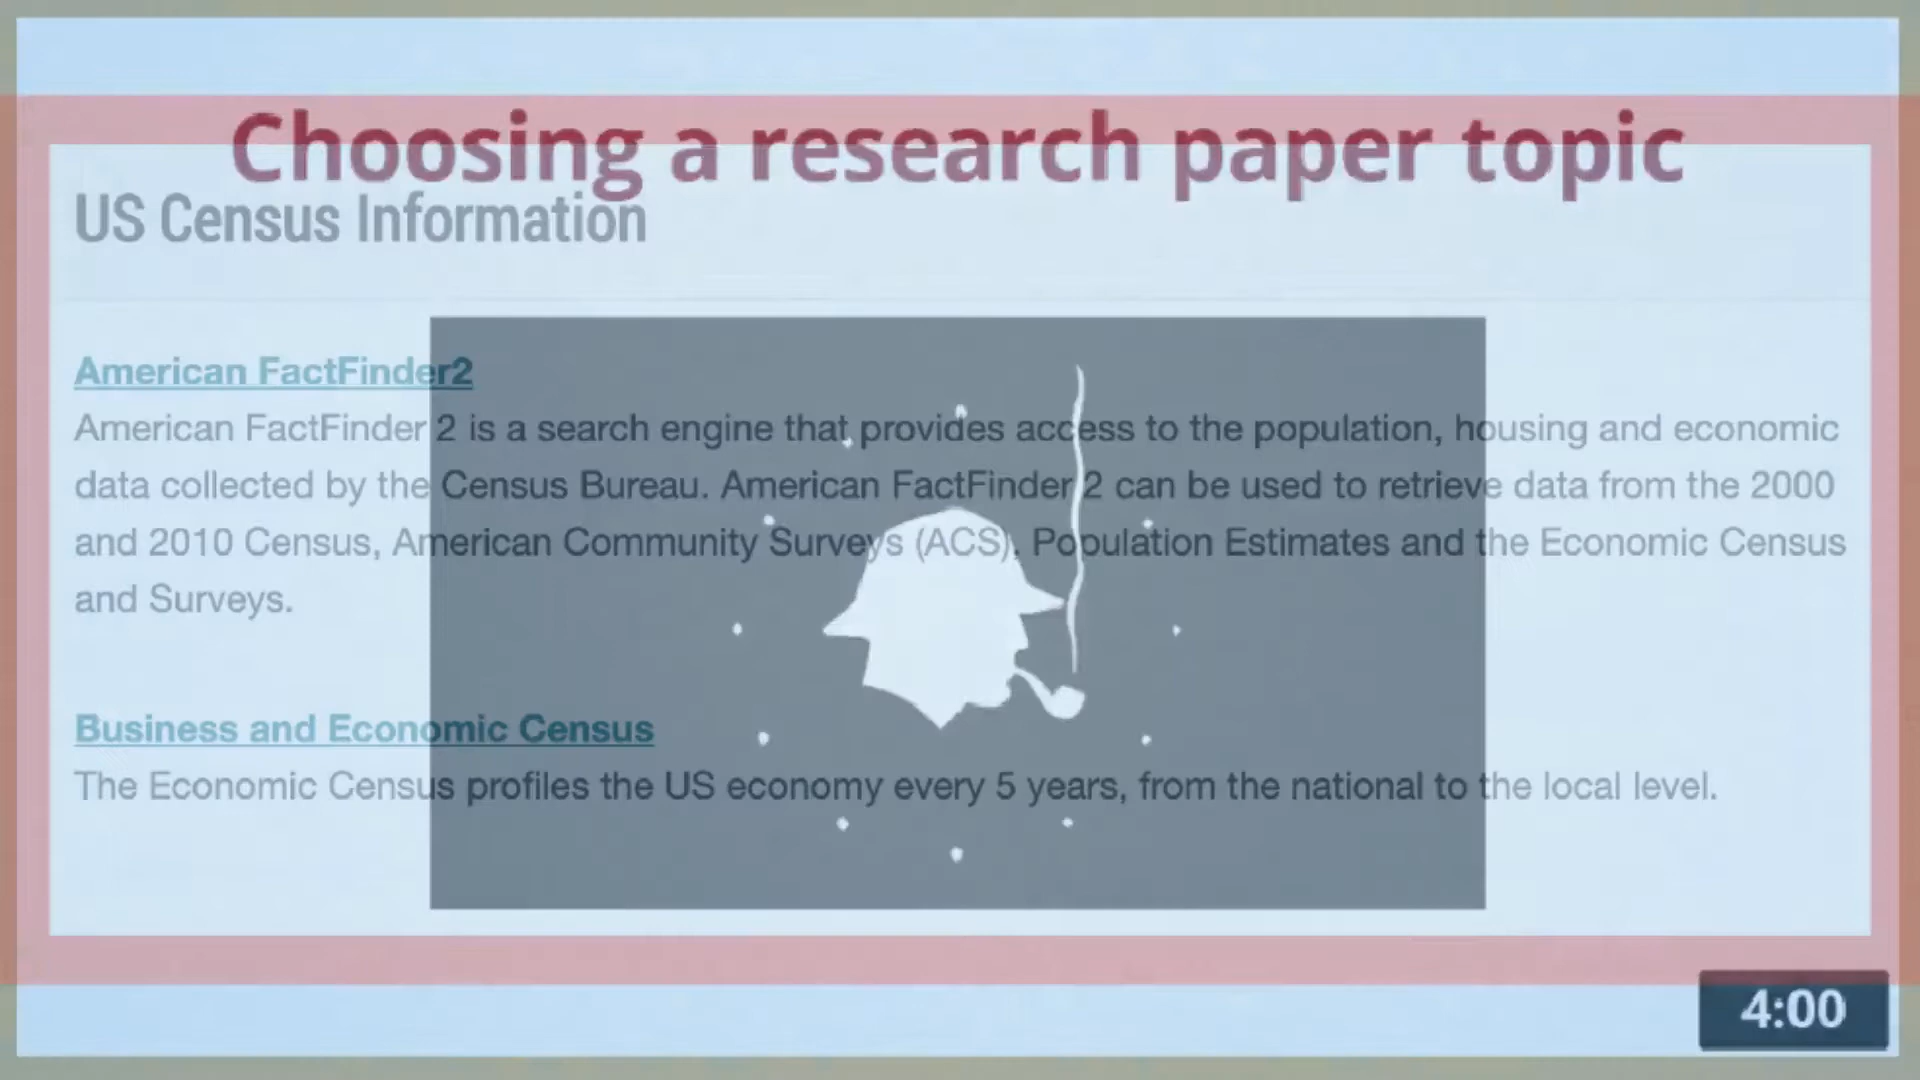 Choosing a research paper topic
US Census Information
American FactFinder2
American FactFinder 2 is a search engine that provides access to the population, housing and economic
data collected by the Census Bureau. American FactFinder 2 can be used to retrieve data from the 2000
and 2010 Census, American Community Surveys (ACS), Population Estimates and the Economic Census
and Surveys.
Business and Economic Census
The Economic Census profiles the US economy every 5 years, from the national to the local level.
4:00